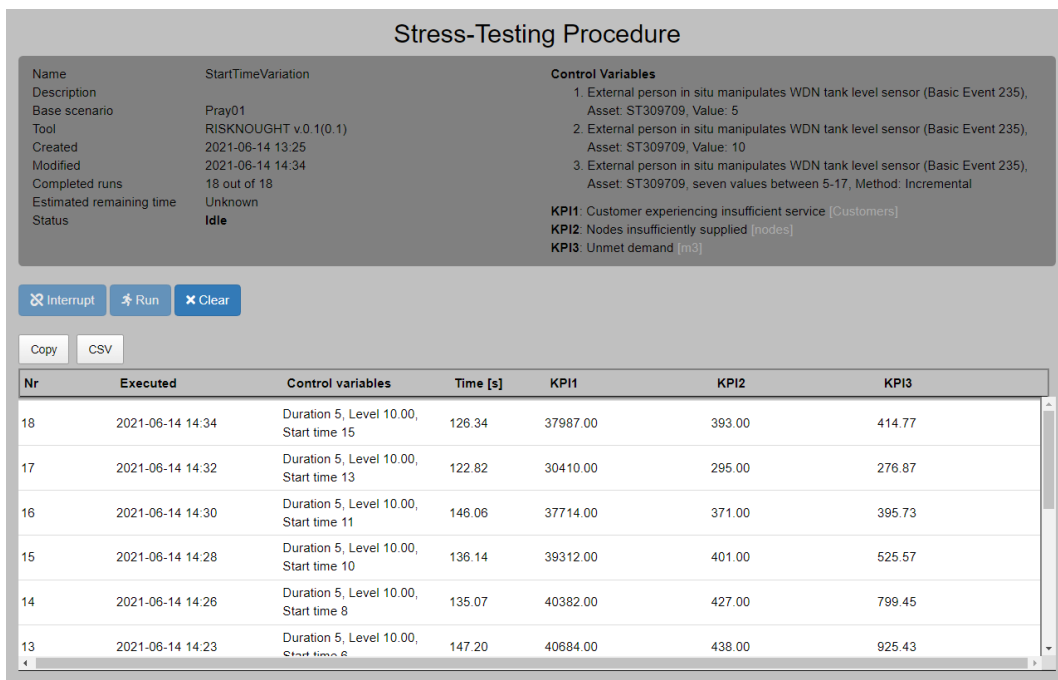 Stress-Testing Procedure
Name StartTimeVariation
Description
Base scenario Pray01
Tool RISKNOUGHT v.0.1(0.1)
Created 2021-06-14 13:25
Modified 2021-06-14 14:34
Completed runs 18 out of 18
Estimated remaining time Unknown
Status Idle
Control Variables
1. External person in situ manipulates WDN tank level sensor (Basic Event 235),
Asset: ST309709, Value: 5
2. External person in situ manipulates WDN tank level sensor (Basic Event 235),
Asset: ST309709, Value: 10
3. External person in situ manipulates WDN tank level sensor (Basic Event 235),
Asset: ST309709, seven values between 5-17, Method: Incremental
KPI1: Customer experiencing insufficient service [Customers]
KPI2: Nodes insufficiently supplied [nodes]
KPI3: Unmet demand [m3]
Interrupt Run Clear
Copy CSV
Nr Executed Control variables Time [s] KPI1 KPI2 KPI3
18 2021-06-14 14:34 Duration 5, Level 10.00, 126.34 37987.00 393.00 414.77
Start time 15
17 2021-06-14 14:32 Duration 5, Level 10.00, 122.82 30410.00 295.00 276.87
Start time 13
16 2021-06-14 14:30 Duration 5, Level 10.00, 146.06 37714.00 371.00 395.73
Start time 11
15 2021-06-14 14:28 Duration 5, Level 10.00, 136.14 39312.00 401.00 525.57
Start time 10
14 2021-06-14 14:26 Duration 5, Level 10.00, 135.07 40382.00 427.00 799.45
Start time 8
13 2021-06-14 14:23 Duration 5, Level 10.00, 147.20 40684.00 438.00 925.43
Start time 6